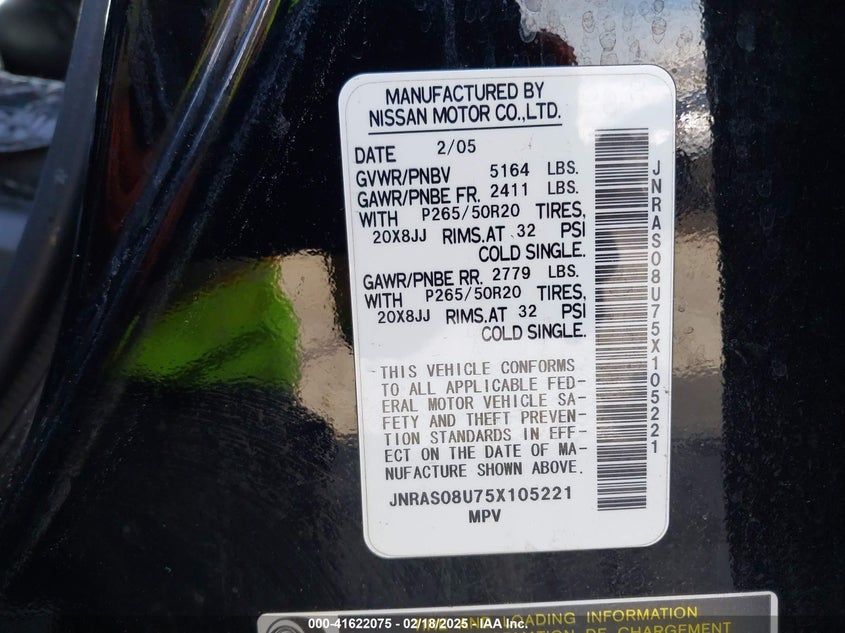 MANUFACTURED BY
NISSAN MOTOR CO.,LTD.
DATE 2/05
GVWR/PNBV 5164 LBS.
GAWR/PNBE FR. 2411 LBS.
WITH P265/50R20 TIRES,
20X8JJ RIMS.AT 32 PSI
COLD SINGLE.
GAWR/PNBE RR. 2779 LBS.
WITH P265/50R20 TIRES,
20X8JJ RIMS.AT 32 PSI
COLD SINGLE.
THIS VEHICLE CONFORMS
TO ALL APPLICABLE FED-
ERAL MOTOR VEHICLE SA-
FETY AND THEFT PREVEN-
TION STANDARDS IN EFF-
ECT ON THE DATE OF MA-
NUFACTURE SHOWN ABOVE.
JNRAS08U75X105221
MPV
JNRAS08U75X105221
LOADING INFORMATION
DE CHARGEMENT
000-41622075 - 02/18/2025 - IAA Inc.